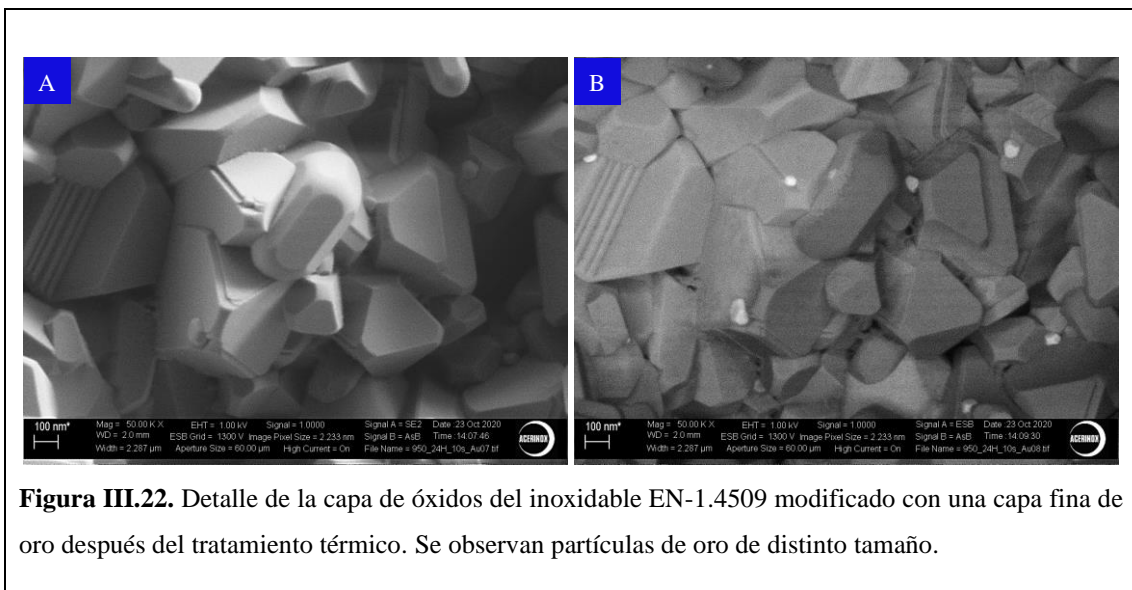 A
B
100 nm*
Mag = 50.00 K X
EHT = 1.00 kV
Signal = 1.0000
Signal A = SE2
Date :23 Oct 2020
WD = 2.0 mm
ESB Grid = 1300 V
Image Pixel Size = 2.233 nm
Signal B = AsB
Time :14:07:46
Width = 2.287 µm
Aperture Size = 60.00 µm
High Current = On
File Name = 950_24H_10s_Au07.tif
ACERINOX
100 nm*
Mag = 50.00 K X
EHT = 1.00 kV
Signal = 1.0000
Signal A = ESB
Date :23 Oct 2020
WD = 2.0 mm
ESB Grid = 1300 V
Image Pixel Size = 2.233 nm
Signal B = AsB
Time :14:09:30
Width = 2.287 µm
Aperture Size = 60.00 µm
High Current = On
File Name = 950_24H_10s_Au08.tif
ACERINOX
Figura III.22. Detalle de la capa de óxidos del inoxidable EN-1.4509 modificado con una capa fina de
oro después del tratamiento térmico. Se observan partículas de oro de distinto tamaño.